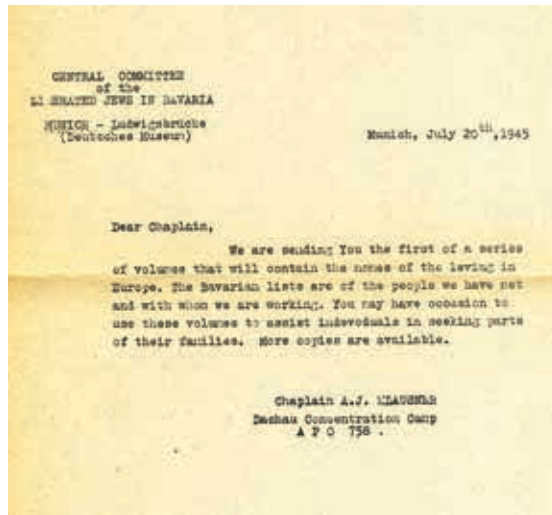 CENTRAL COMMITTEE
of the
LIBERATED JEWS IN BAVARIA
MUNICH - Ludwigsbrücke
(Deutsches Museum)
Munich, July 20th,1945
Dear Chaplain,
We are sending You the first of a series
of volumes that will contain the names of the leving in
Europe. The Bavarian lists are of the people we have met
and with whom we are working. You may have occasion to
use these volumes to assist indevoduals in seeking parts
of their families. More copies are available.
Chaplain A.J. KLAUSNER
Dachau Concentration Camp
A P O 758 .